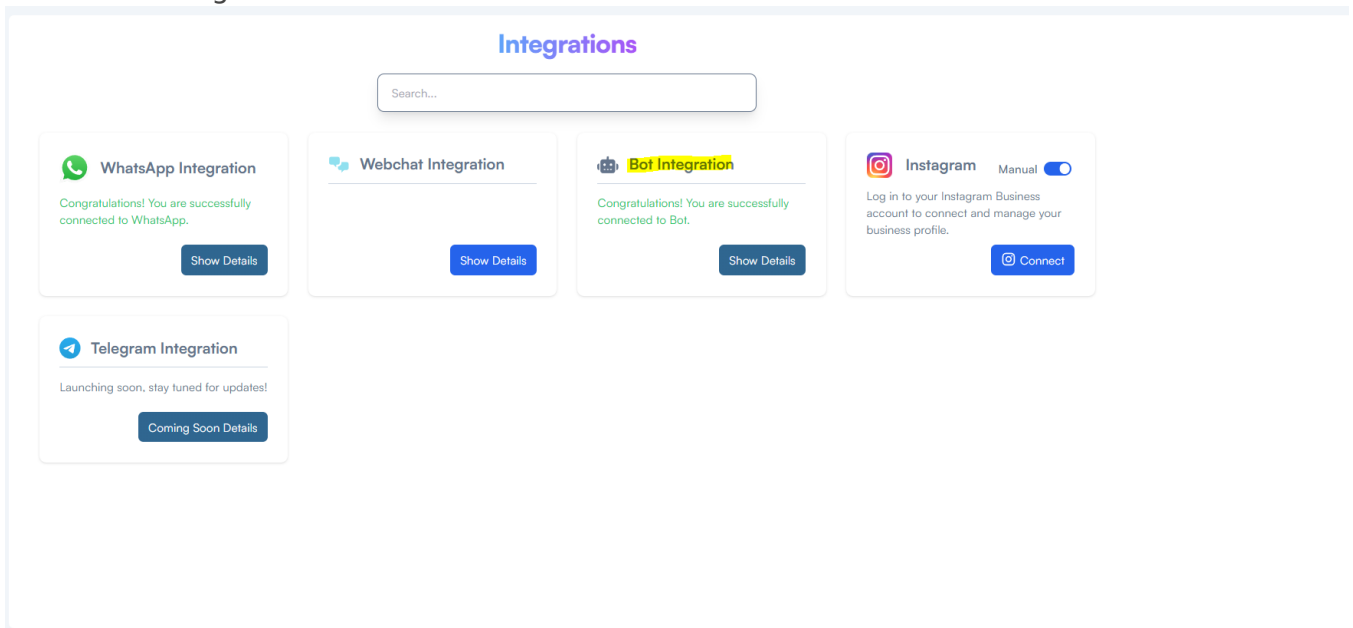 Integrations
Search...
WhatsApp Integration
Congratulations! You are successfully
connected to WhatsApp.
Show Details
Webchat Integration
Show Details
Bot Integration
Congratulations! You are successfully
connected to Bot.
Show Details
Instagram
Manual
Log in to your Instagram Business
account to connect and manage your
business profile.
Connect
Telegram Integration
Launching soon, stay tuned for updates!
Coming Soon Details